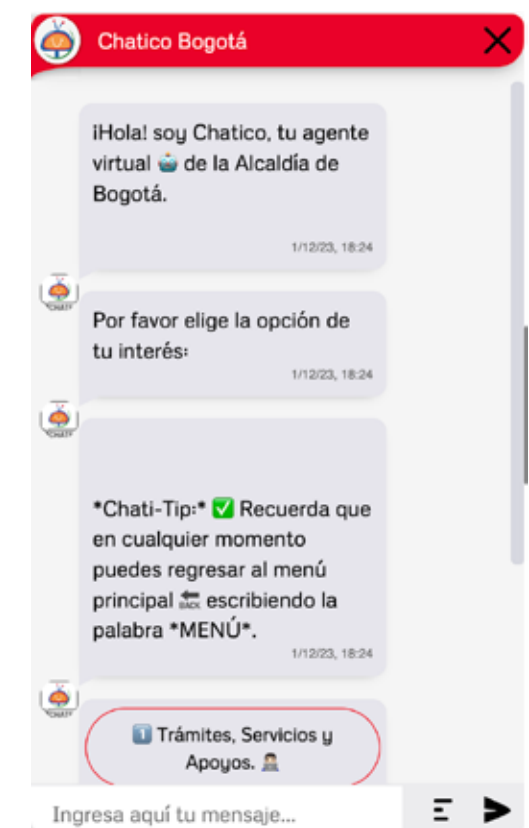 Chatico Bogotá
¡Hola! soy Chatico, tu agente
virtual 🤖 de la Alcaldía de
Bogotá.
1/12/23, 18:24
Por favor elige la opción de
tu interés:
1/12/23, 18:24
*Chati-Tip:* ✅ Recuerda que
en cualquier momento
puedes regresar al menú
principal 🔙 escribiendo la
palabra *MENÚ*.
1/12/23, 18:24
1️⃣ Trámites, Servicios y
Apoyos. 👨🏻‍💻
Ingresa aquí tu mensaje...